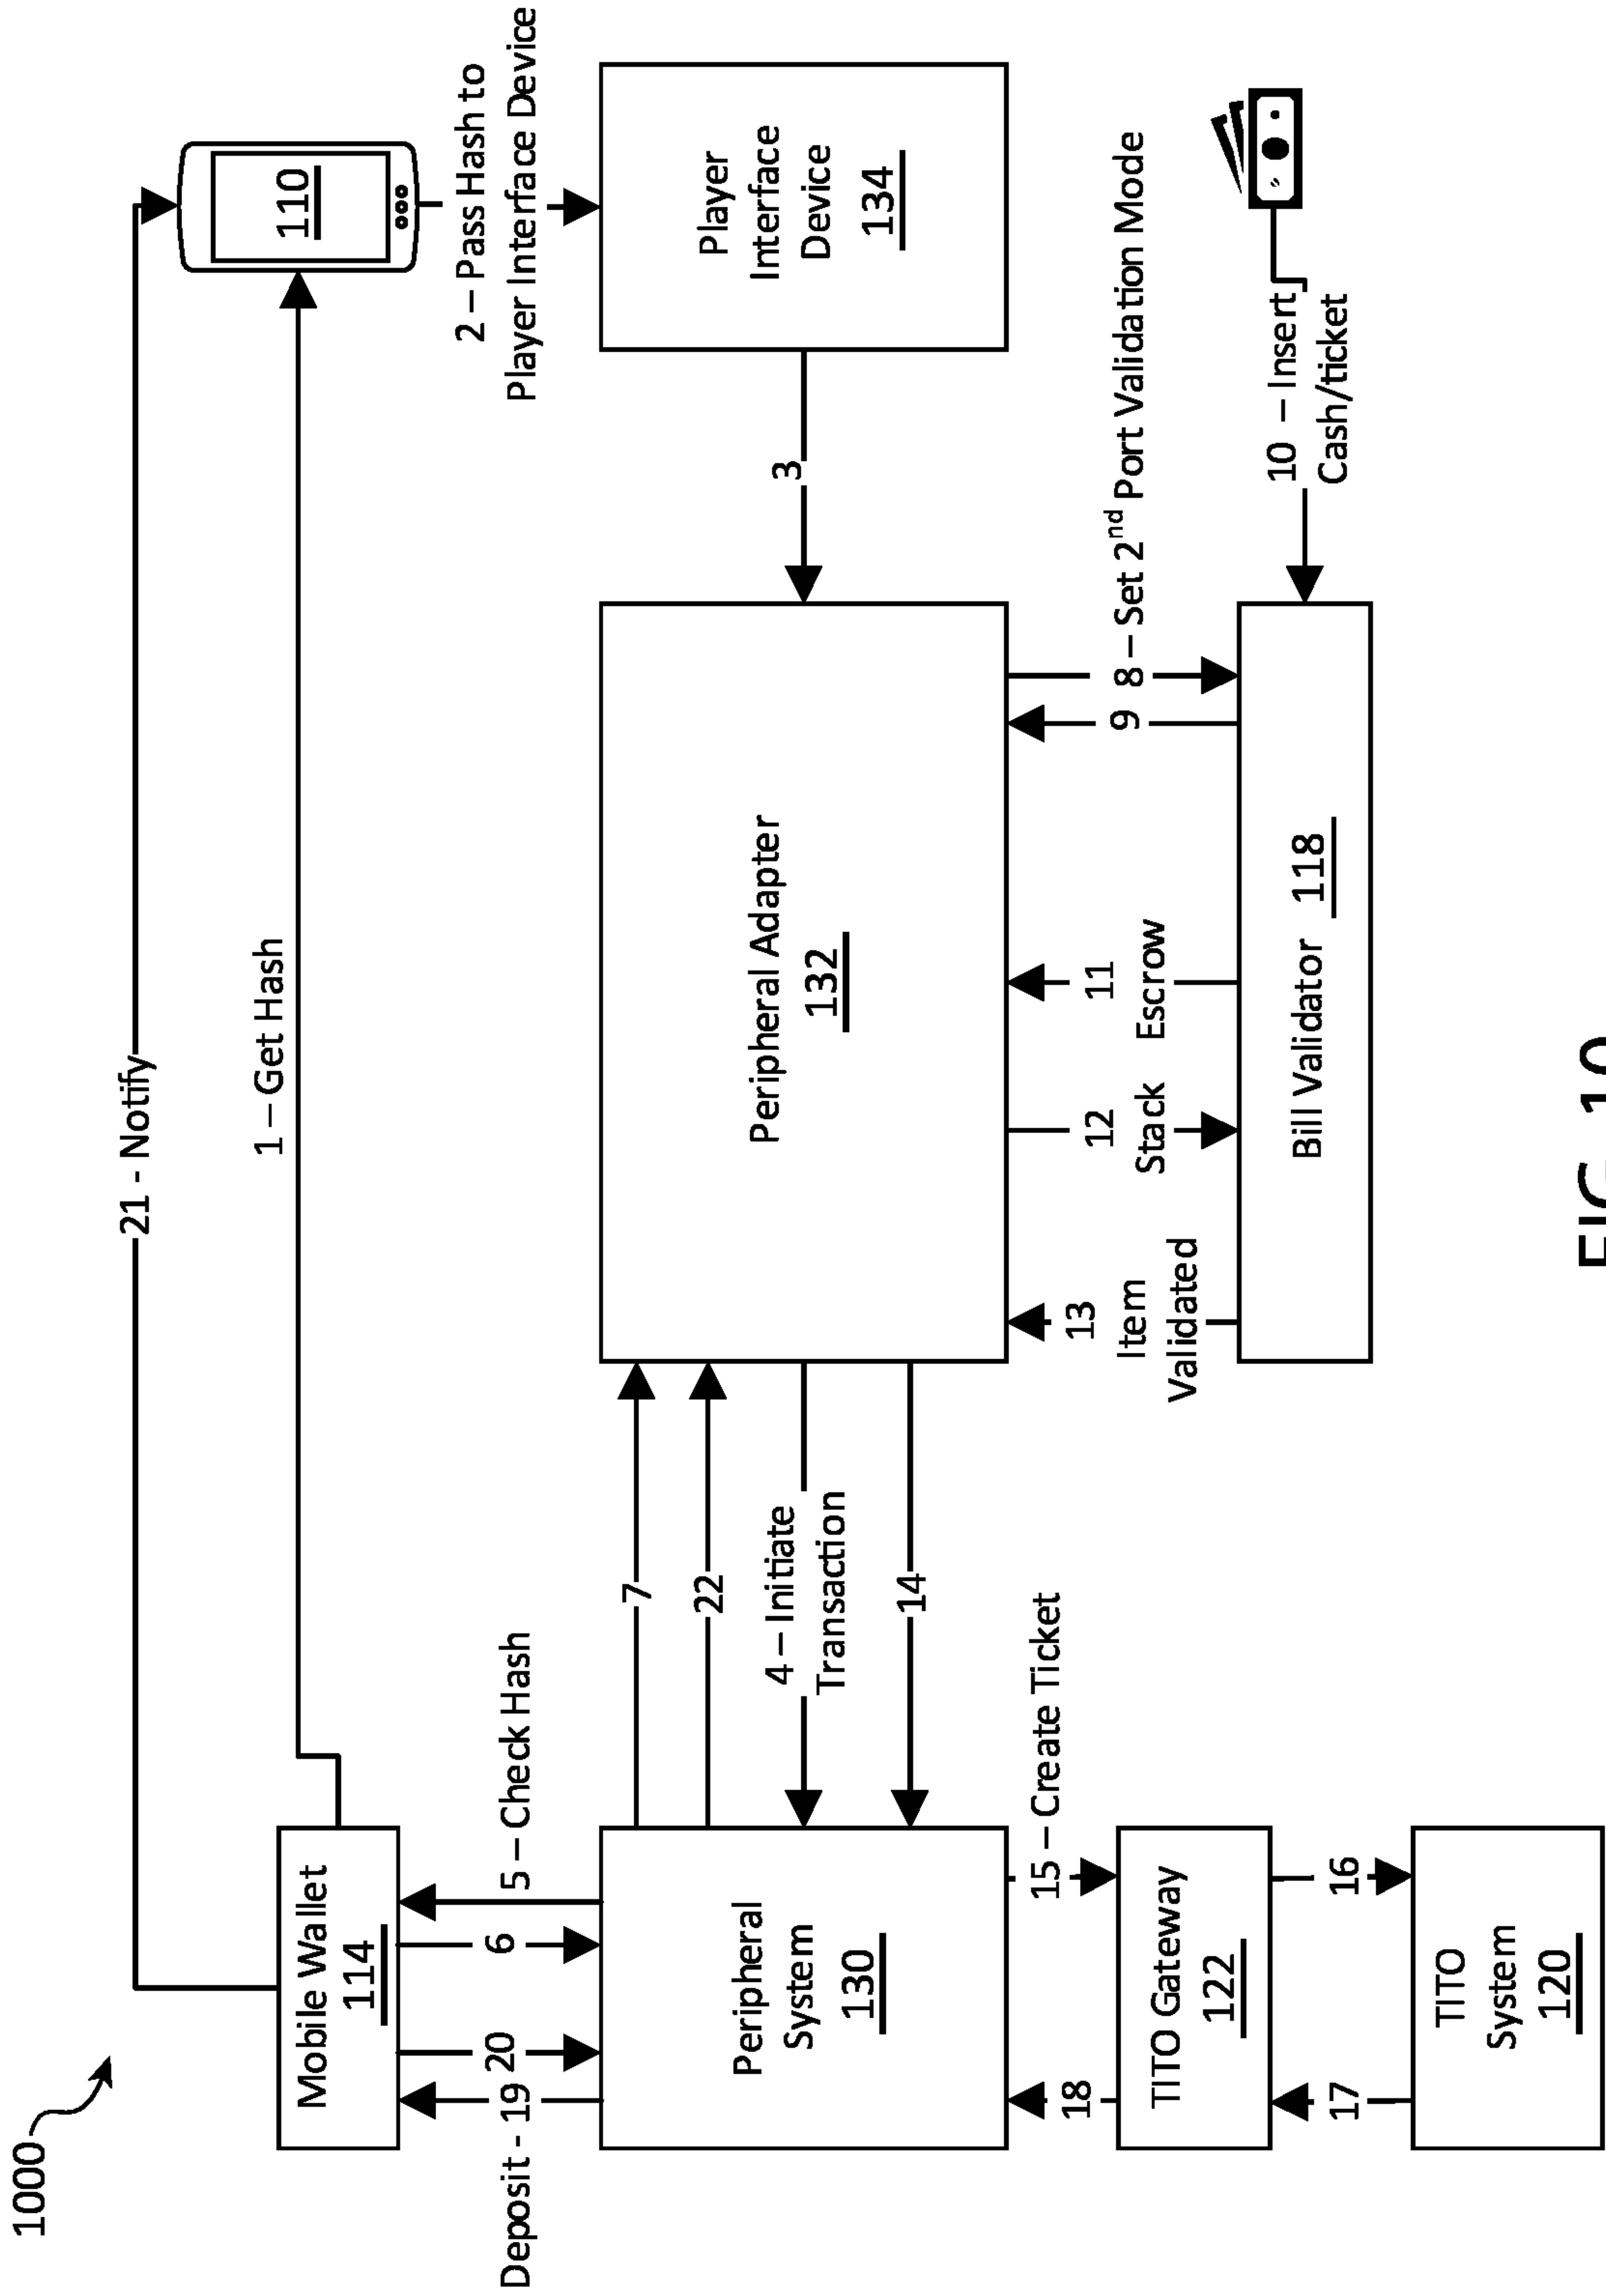 1000
21 - Notify
1 – Get Hash
110
Mobile Wallet
114
2 – Pass Hash to
Player Interface Device
5 – Check Hash
6
20
Deposit - 19
Peripheral
System
130
7
22
4 – Initiate
Transaction
14
Peripheral Adapter
132
3
Player
Interface
Device
134
15 – Create Ticket
18
13
Item
Validated
12
Stack
11
Escrow
9
8 – Set 2nd Port Validation Mode
TITO Gateway
122
Bill Validator
118
10 – Insert
Cash/ticket
16
17
TITO
System
120